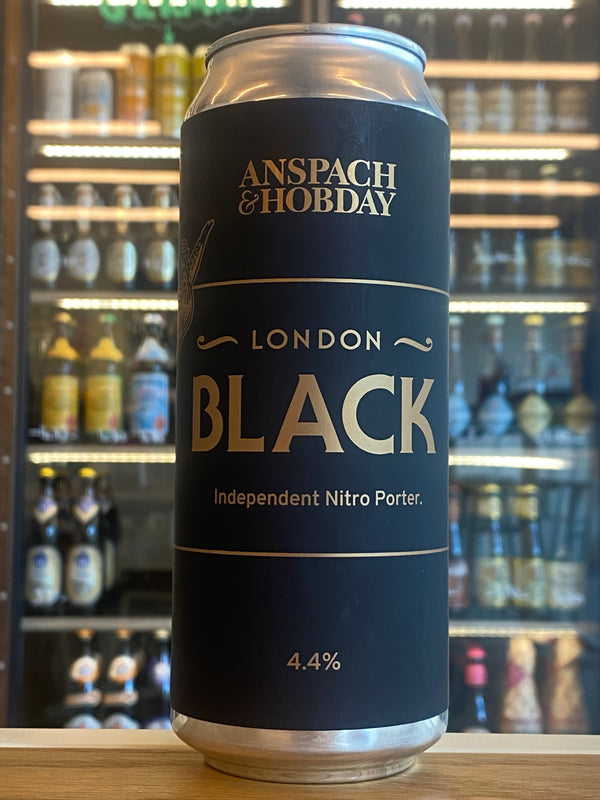 ANSPACH
&HOBDAY
LONDON
BLACK
Independent Nitro Porter.
4.4%